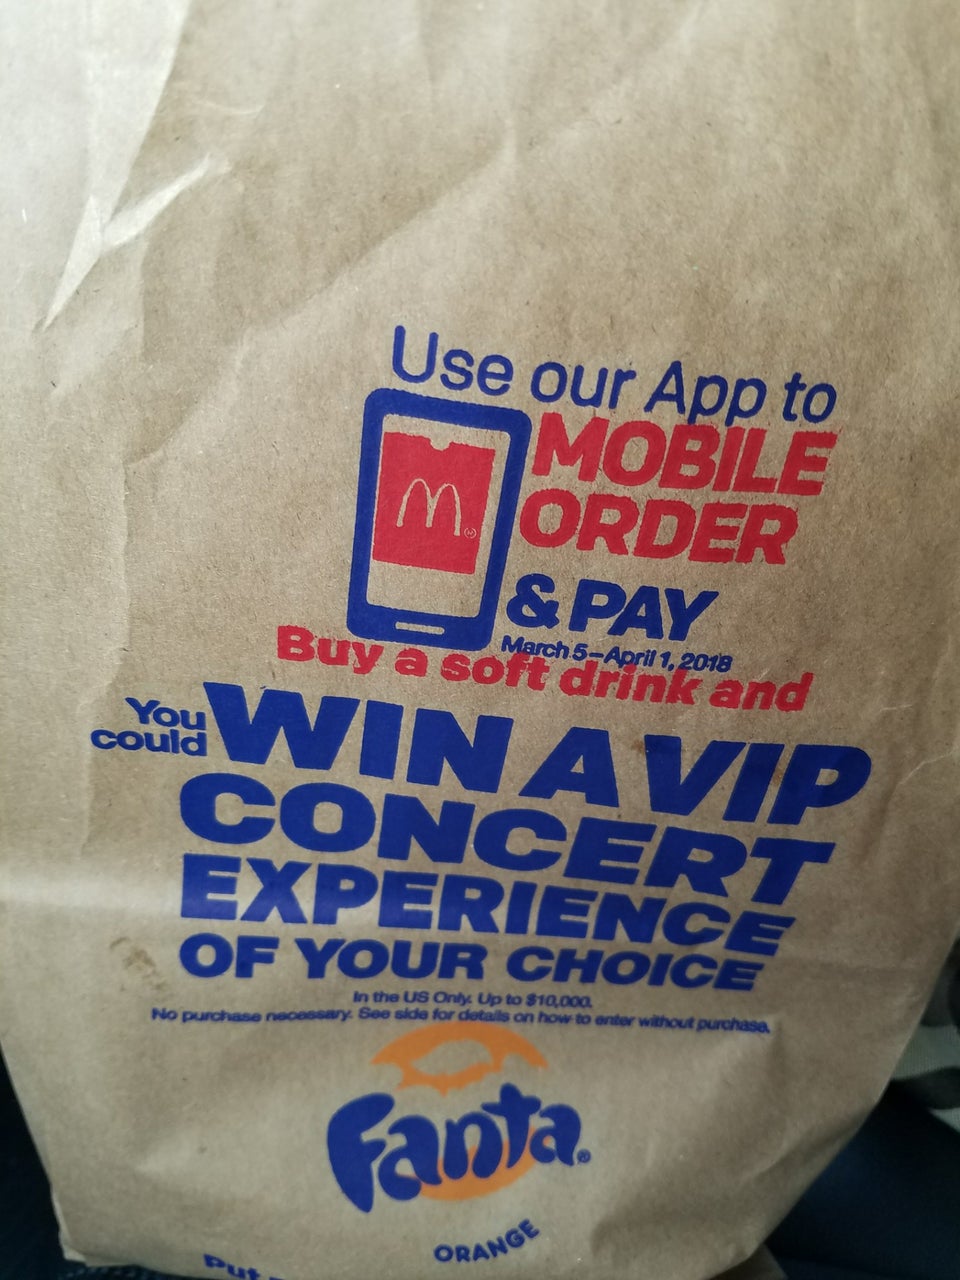 Use our App to
MOBILE
ORDER
& PAY
March 5–April 1, 2018
Buy a soft drink and
You
could
WIN A VIP
CONCERT
EXPERIENCE
OF YOUR CHOICE
In the US Only. Up to $10,000.
No purchase necessary. See side for details on how to enter without purchase.
Fanta®
ORANGE
Put